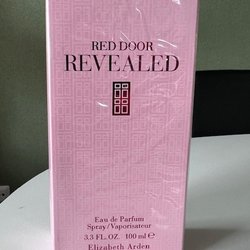 RED DOOR
REVEALED
Eau de Parfum
Spray/Vaporisateur
3.3 FL. OZ. 100 ml ℮
Elizabeth Arden